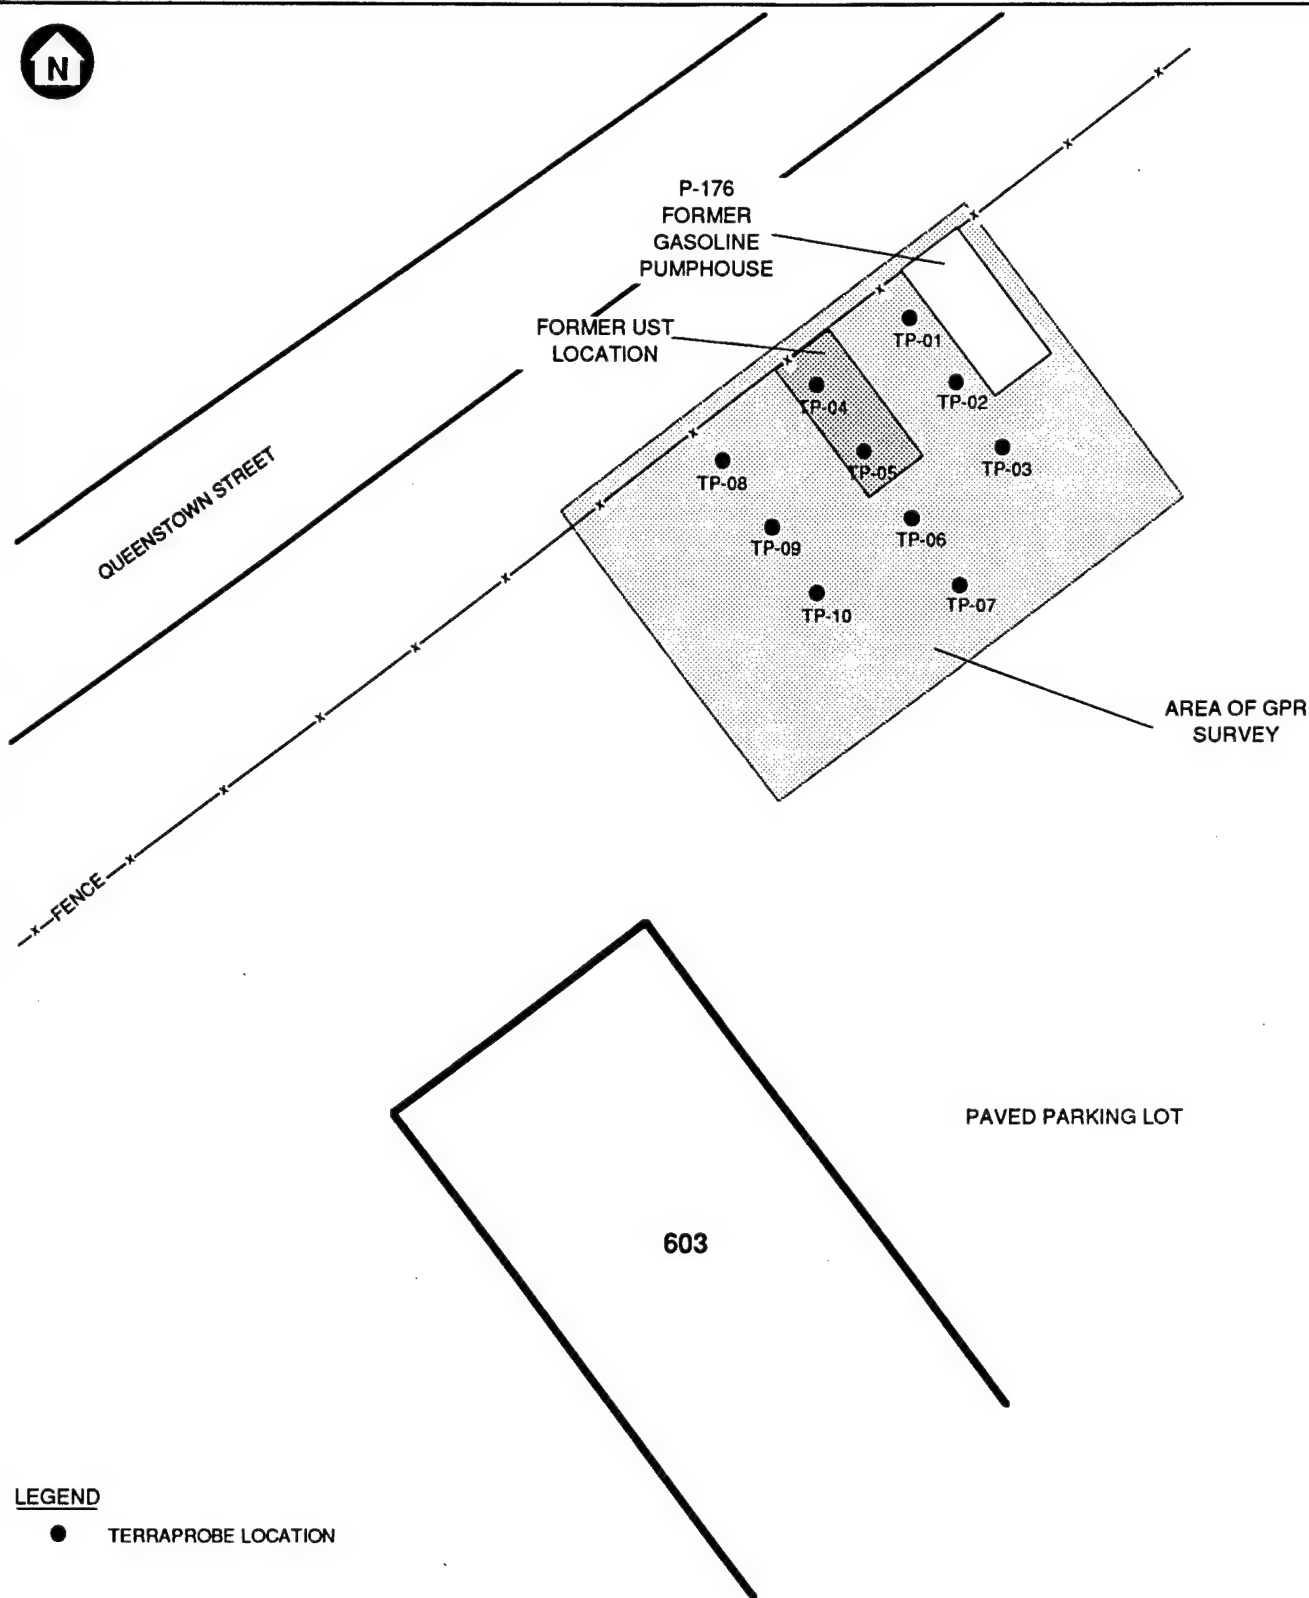 N
P-176
FORMER
GASOLINE
PUMPHOUSE
FORMER UST
LOCATION
TP-01
TP-02
TP-04
TP-03
TP-05
TP-08
TP-06
TP-09
TP-07
TP-10
QUEENSTOWN STREET
AREA OF GPR
SURVEY
FENCE
PAVED PARKING LOT
603
LEGEND
TERRAPROBE LOCATION